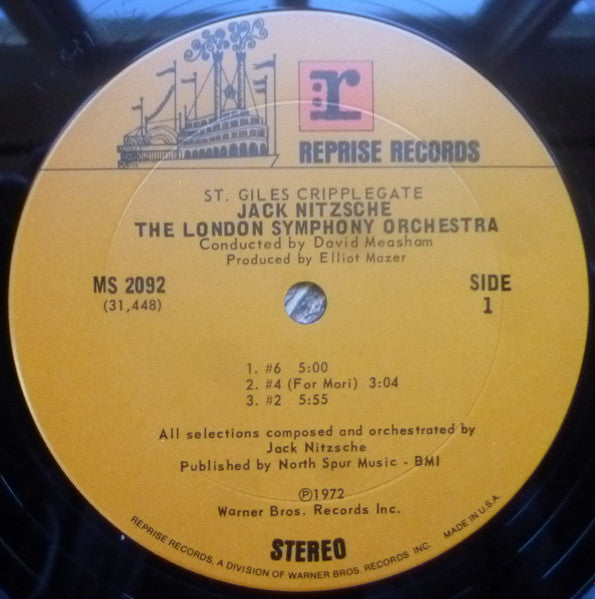 r:
REPRISE RECORDS
ST. GILES CRIPPLEGATE
JACK NITZSCHE
THE LONDON SYMPHONY ORCHESTRA
Conducted by David Measham
Produced by Elliot Mazer
MS 2092
(31,448)
SIDE
1
1. #6 5:00
2. #4 (For Mori) 3:04
3. #2 5:55
All selections composed and orchestrated by
Jack Nitzsche
Published by North Spur Music - BMI
℗1972
Warner Bros. Records Inc.
STEREO
REPRISE RECORDS, A DIVISION OF WARNER BROS. RECORDS INC. MADE IN U.S.A.